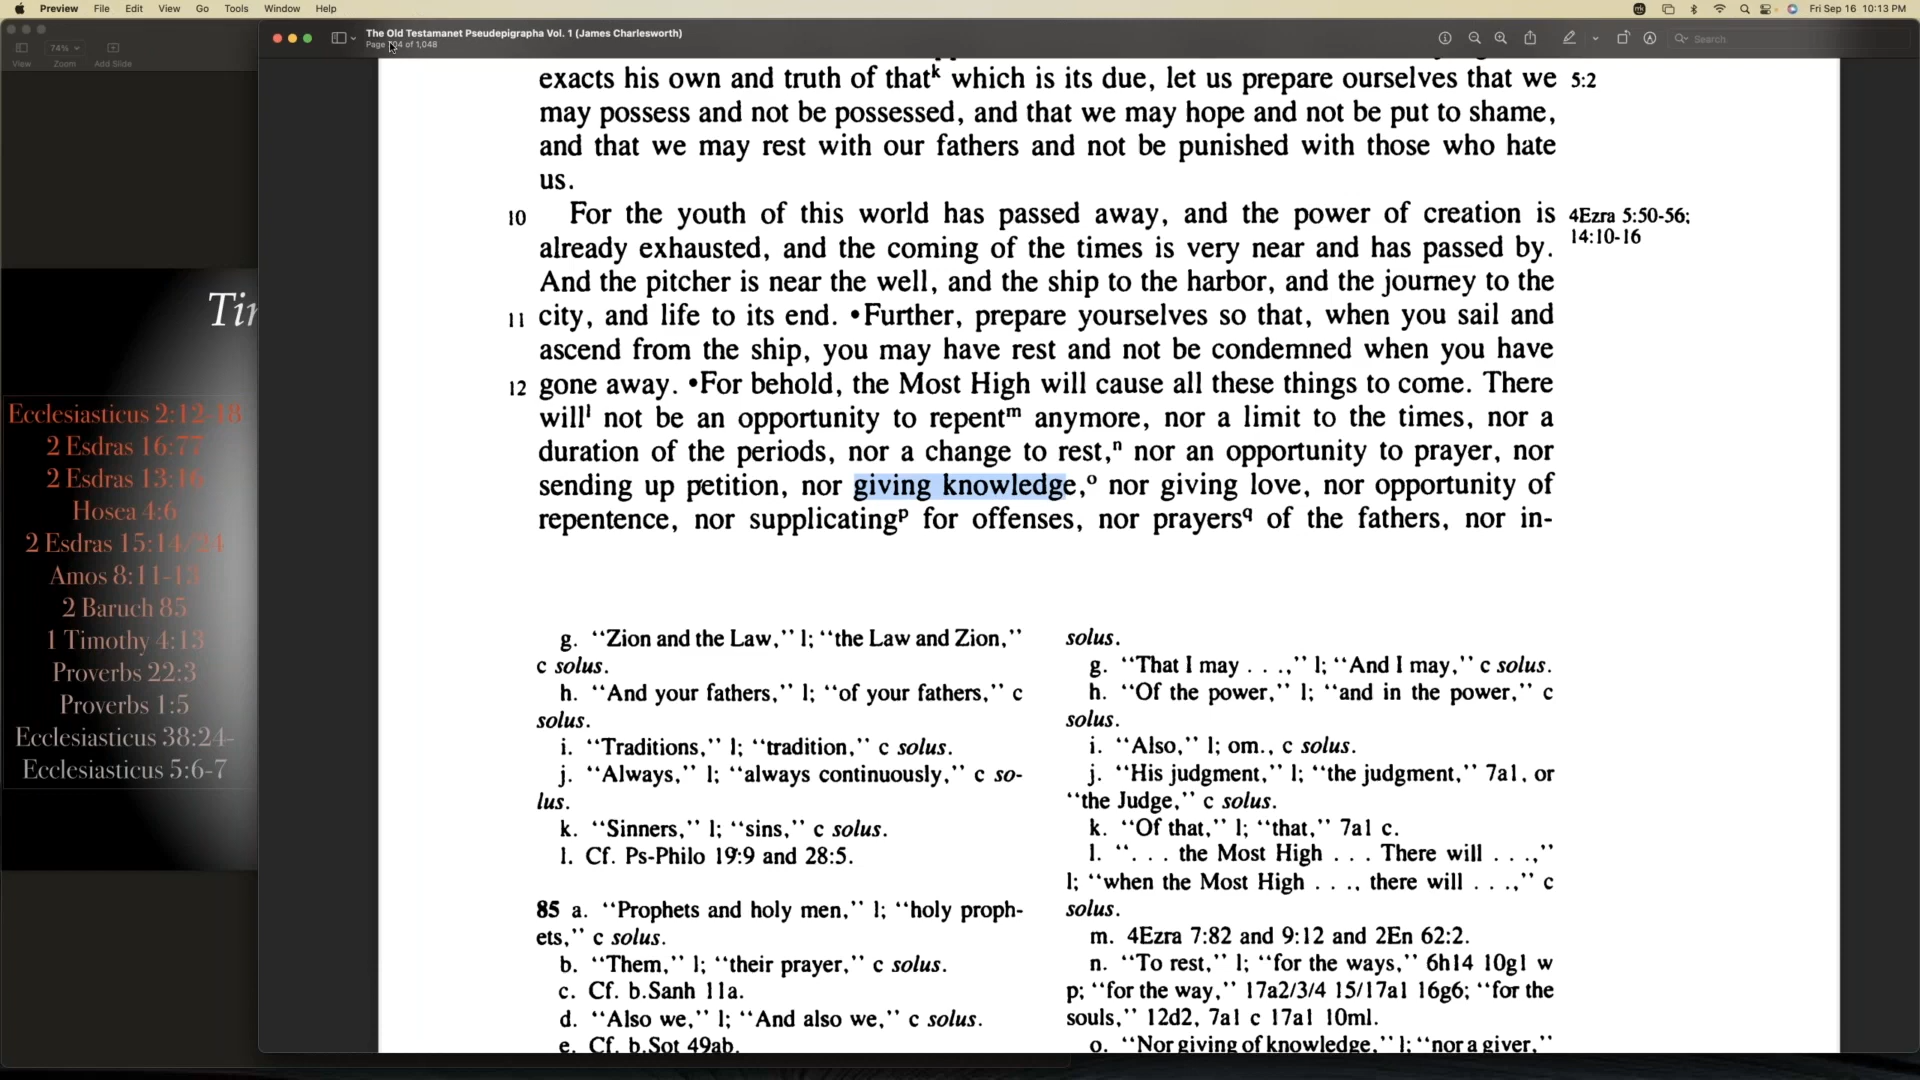 Preview File Edit View Go Tools Window Help
Fri Sep 16 10:13 PM
74%
View Zoom Add Slide
The Old Testamanet Pseudepigrapha Vol. 1 (James Charlesworth)
Page 04 of 1,048
Search
exacts his own and truth of thatᵏ which is its due, let us prepare ourselves that we 5:2
may possess and not be possessed, and that we may hope and not be put to shame,
and that we may rest with our fathers and not be punished with those who hate
us.
10 For the youth of this world has passed away, and the power of creation is 4Ezra 5:50-56;
14:10-16
already exhausted, and the coming of the times is very near and has passed by.
And the pitcher is near the well, and the ship to the harbor, and the journey to the
11 city, and life to its end. •Further, prepare yourselves so that, when you sail and
ascend from the ship, you may have rest and not be condemned when you have
12 gone away. •For behold, the Most High will cause all these things to come. There
willˡ not be an opportunity to repentᵐ anymore, nor a limit to the times, nor a
duration of the periods, nor a change to rest,ⁿ nor an opportunity to prayer, nor
sending up petition, nor giving knowledge,ᵒ nor giving love, nor opportunity of
repentence, nor supplicatingᵖ for offenses, nor prayers𐞥 of the fathers, nor in-
g. “Zion and the Law,” l; “the Law and Zion,”
c solus.
h. “And your fathers,” l; “of your fathers,” c
solus.
i. “Traditions,” l; “tradition,” c solus.
j. “Always,” l; “always continuously,” c so-
lus.
k. “Sinners,” l; “sins,” c solus.
l. Cf. Ps-Philo 19:9 and 28:5.
85 a. “Prophets and holy men,” l; “holy proph-
ets,” c solus.
b. “Them,” l; “their prayer,” c solus.
c. Cf. b.Sanh 11a.
d. “Also we,” l; “And also we,” c solus.
e. Cf. b.Sot 49ab.
solus.
g. “That I may . . .,” l; “And I may,” c solus.
h. “Of the power,” l; “and in the power,” c
solus.
i. “Also,” l; om., c solus.
j. “His judgment,” l; “the judgment,” 7a1, or
“the Judge,” c solus.
k. “Of that,” l; “that,” 7a1 c.
l. “. . . the Most High . . . There will . . .,”
l; “when the Most High . . ., there will . . .,” c
solus.
m. 4Ezra 7:82 and 9:12 and 2En 62:2.
n. “To rest,” l; “for the ways,” 6h14 10g1 w
p; “for the way,” 17a2/3/4 15/17a1 16g6; “for the
souls,” 12d2, 7a1 c 17a1 10m1.
o. “Nor giving of knowledge,” l; “nor a giver,”
Ecclesiasticus 2:12-18
2 Esdras 16:77
2 Esdras 13:16
Hosea 4:6
2 Esdras 15:14/24
Amos 8:11-13
2 Baruch 85
1 Timothy 4:13
Proverbs 22:3
Proverbs 1:5
Ecclesiasticus 38:24-
Ecclesiasticus 5:6-7